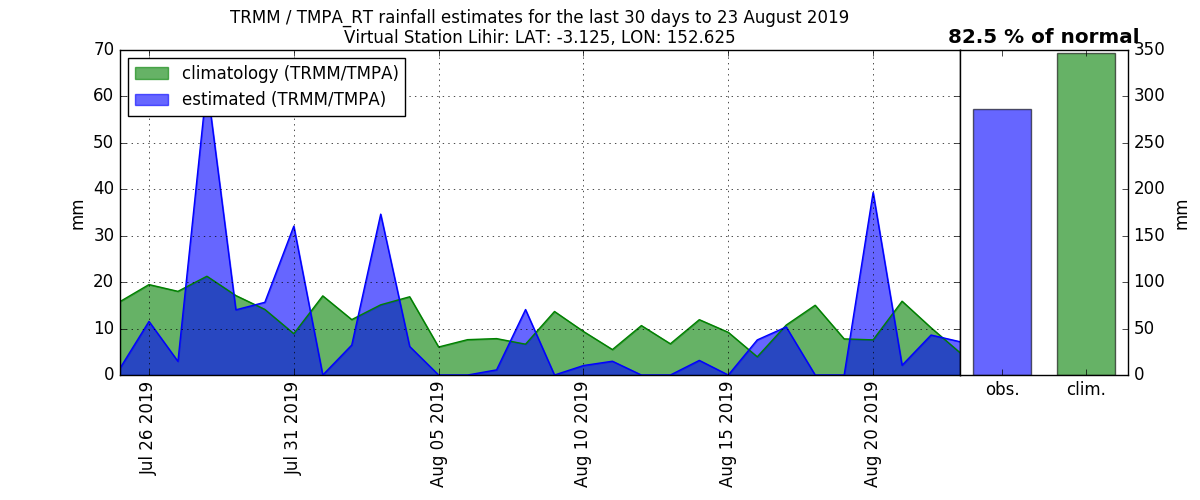 TRMM / TMPA_RT rainfall estimates for the last 30 days to 23 August 2019
Virtual Station Lihir: LAT: -3.125, LON: 152.625
82.5 % of normal
climatology (TRMM/TMPA)
estimated (TRMM/TMPA)
70
60
50
40
30
20
10
0
mm
350
300
250
200
150
100
50
0
mm
Jul 26 2019
Jul 31 2019
Aug 05 2019
Aug 10 2019
Aug 15 2019
Aug 20 2019
obs.
clim.